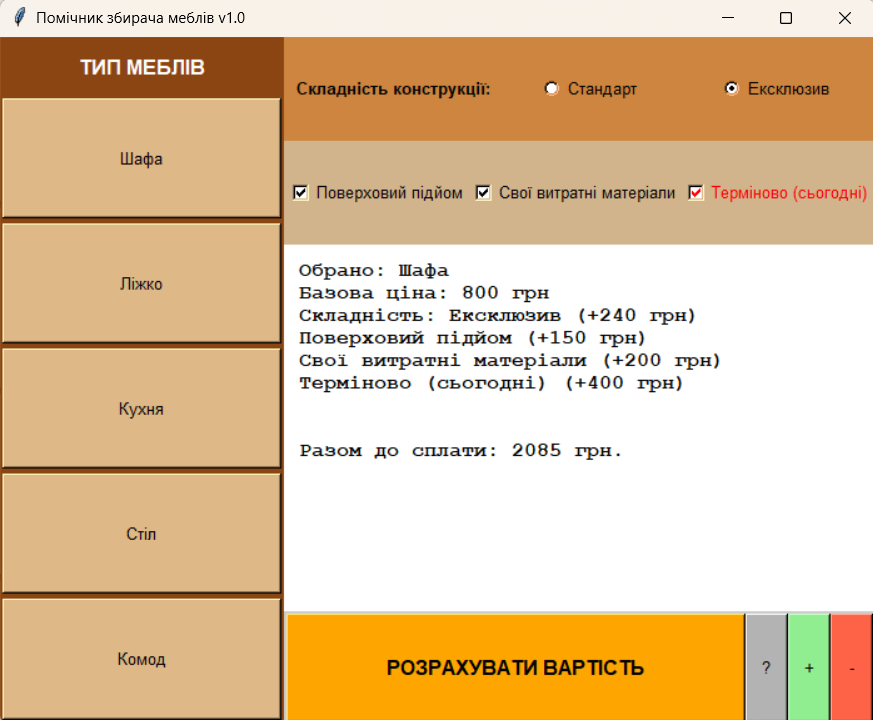 Помічник збирача меблів v1.0
ТИП МЕБЛІВ
Шафа
Ліжко
Кухня
Стіл
Комод
Складність конструкції: Стандарт Ексклюзив
Поверховий підйом Свої витратні матеріали Терміново (сьогодні)
Обрано: Шафа
Базова ціна: 800 грн
Складність: Ексклюзив (+240 грн)
Поверховий підйом (+150 грн)
Свої витратні матеріали (+200 грн)
Терміново (сьогодні) (+400 грн)
Разом до сплати: 2085 грн.
РОЗРАХУВАТИ ВАРТІСТЬ ? + -